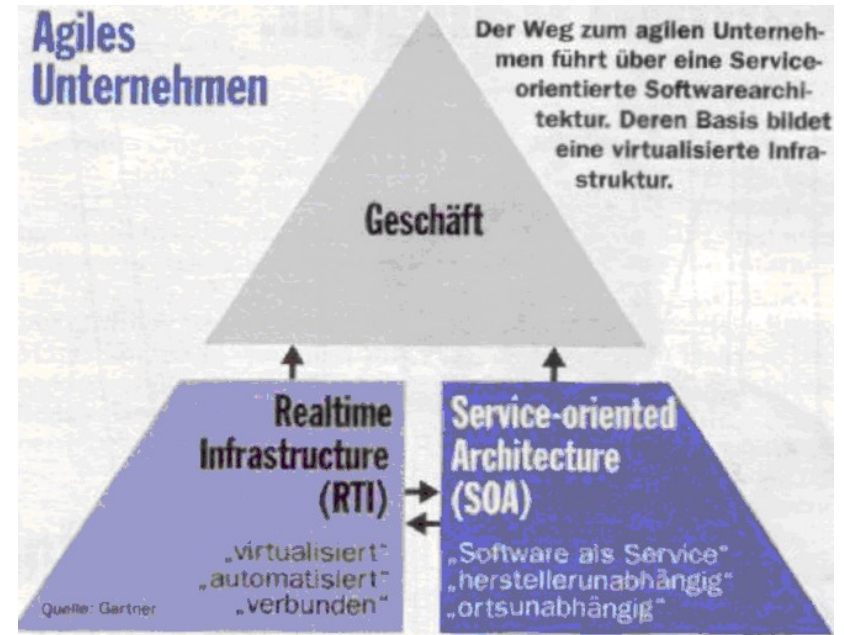 Agiles
Unternehmen
Der Weg zum agilen Unterneh-
men führt über eine Service-
orientierte Softwarearchi-
tektur. Deren Basis bildet
eine virtualisierte Infra-
struktur.
Geschäft
Realtime
Infrastructure
(RTI)
„virtualisiert“
„automatisiert“
„verbunden“
Service-oriented
Architecture
(SOA)
„Software als Service“
„herstellerunabhängig“
„ortsunabhängig“
Quelle: Gartner